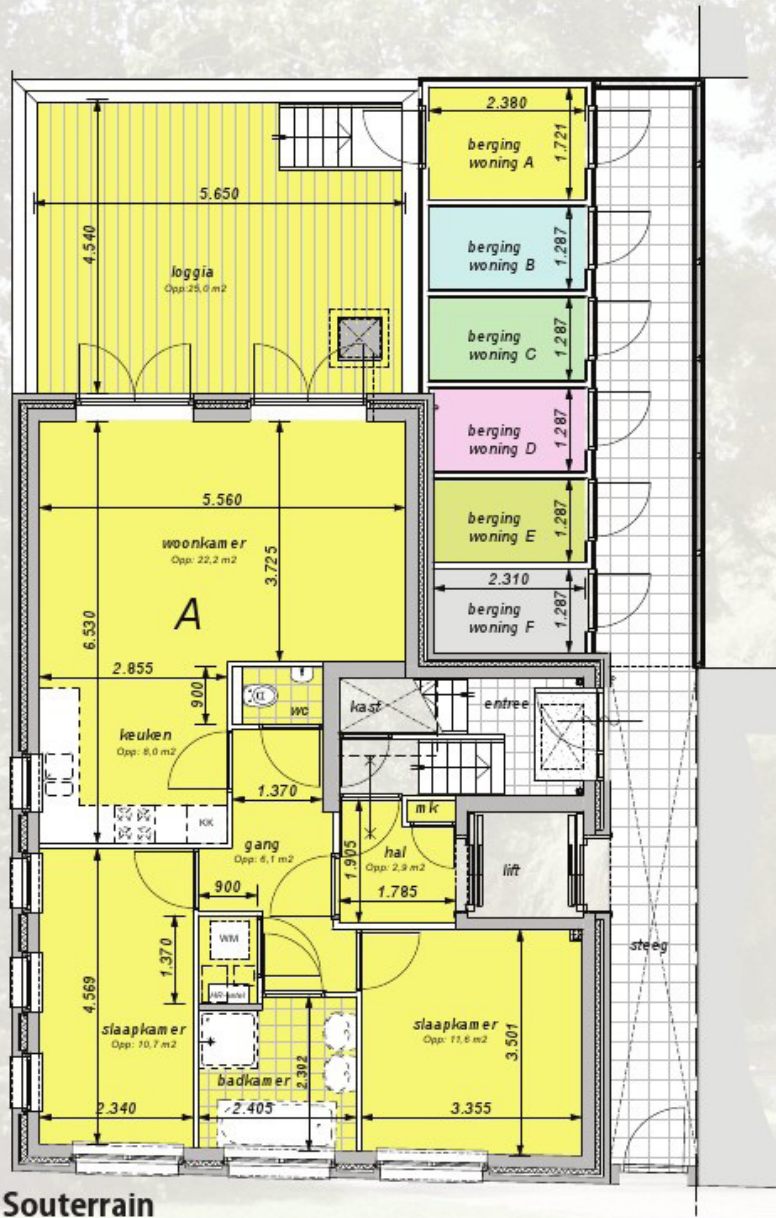 2.380
berging
woning A
1.721
5.650
4.540
loggia
Opp:25,0 m2
berging
woning B
1.287
berging
woning C
1.287
berging
woning D
1.287
berging
woning E
1.287
2.310
berging
woning F
1.287
5.560
woonkamer
Opp: 22,2 m2
3.725
A
6.530
2.855
900
wc
kast
entree
keuken
Opp: 8,0 m2
KK
1.370
gang
Opp: 6,1 m2
900
mk
hal
Opp: 2,9 m2
1.905
1.785
lift
steeg
WM
1.370
HR-ketel
4.569
slaapkamer
Opp: 10,7 m2
2.340
badkamer
2.392
2.405
slaapkamer
Opp: 11,6 m2
3.501
3.355
Souterrain